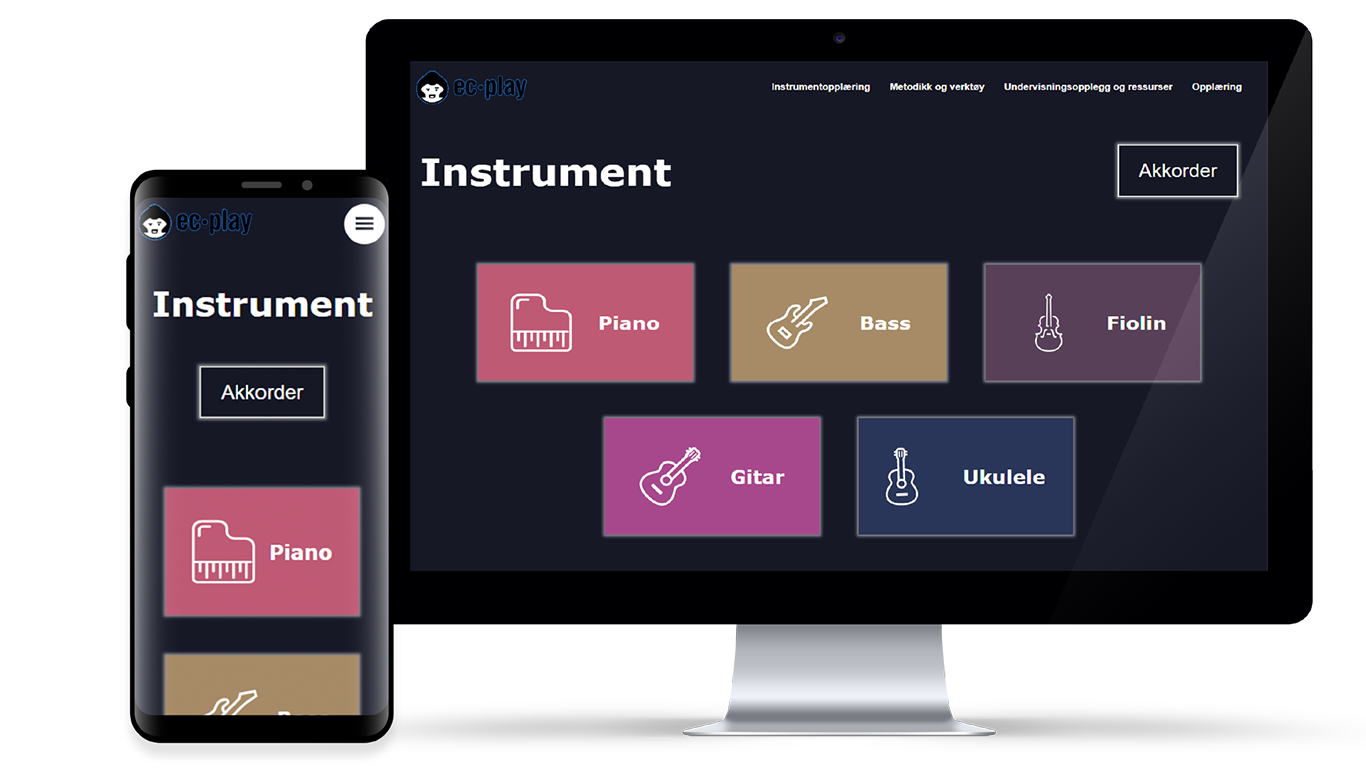 ec·play
Instrumentopplæring Metodikk og verktøy Undervisningsopplegg og ressurser Opplæring
Instrument
Akkorder
Piano
Bass
Fiolin
Gitar
Ukulele
ec·play
Instrument
Akkorder
Piano